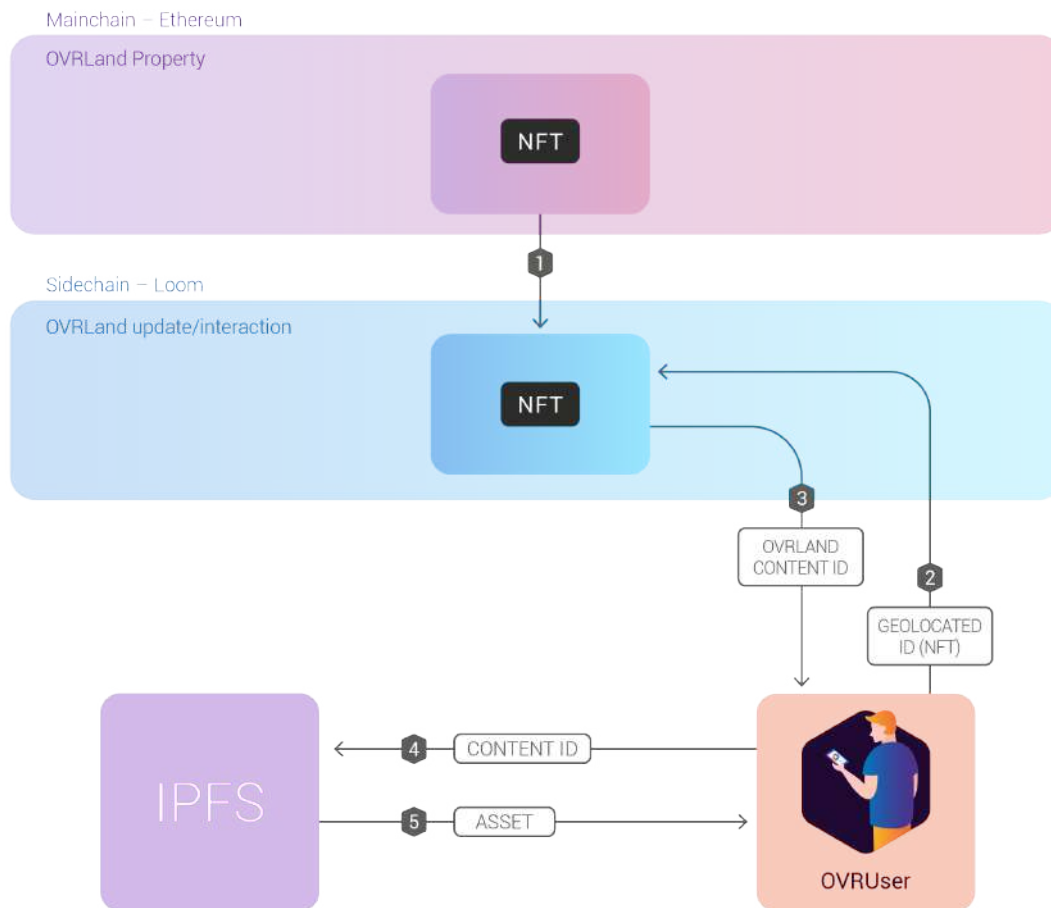 Mainchain – Ethereum
OVRLand Property
NFT
1
Sidechain – Loom
OVRLand update/interaction
NFT
3
OVRLAND
CONTENT ID
2
GEOLOCATED
ID (NFT)
IPFS
4
CONTENT ID
5
ASSET
OVRUser